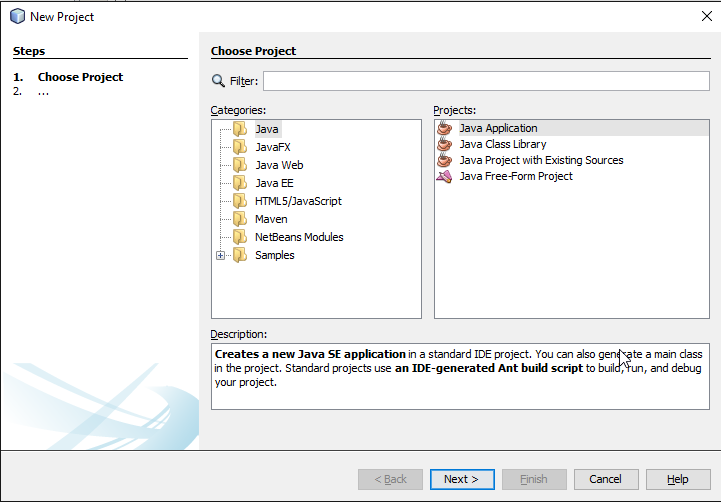 New Project
Steps
1. Choose Project
2. ...
Choose Project
Filter:
Categories:
Java
JavaFX
Java Web
Java EE
HTML5/JavaScript
Maven
NetBeans Modules
Samples
Projects:
Java Application
Java Class Library
Java Project with Existing Sources
Java Free-Form Project
Description:
Creates a new Java SE application in a standard IDE project. You can also generate a main class
in the project. Standard projects use an IDE-generated Ant build script to build, run, and debug
your project.
< Back
Next >
Finish
Cancel
Help